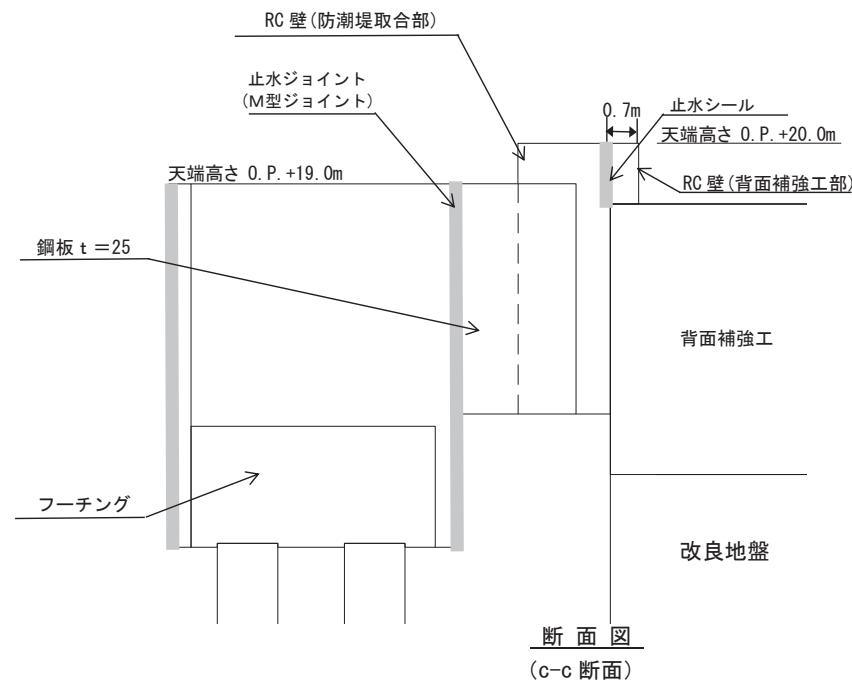 RC 壁(防潮堤取合部)
止水ジョイント
(M型ジョイント)
0.7m
止水シール
天端高さ O.P.+20.0m
天端高さ O.P.+19.0m
RC 壁(背面補強工部)
鋼板 t =25
背面補強工
フーチング
改良地盤
断 面 図
(c-c 断面)